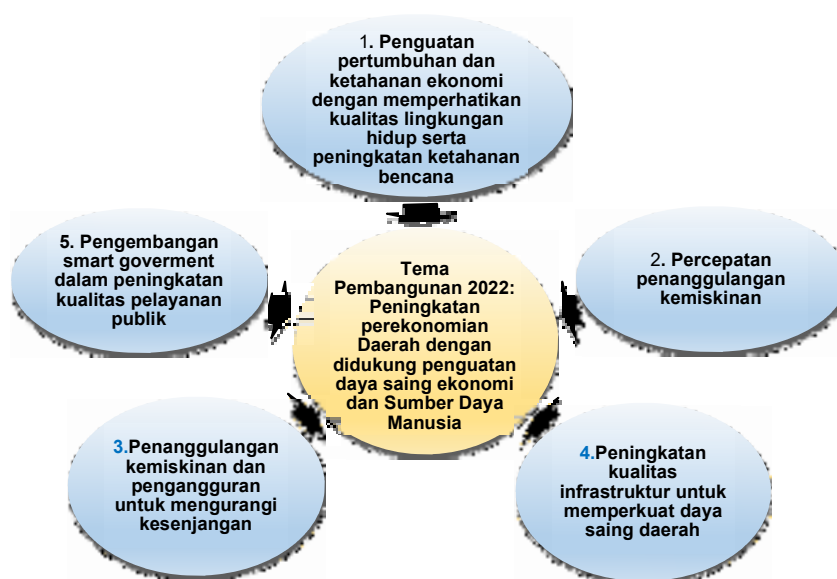 1. Penguatan
pertumbuhan dan
ketahanan ekonomi
dengan memperhatikan
kualitas lingkungan
hidup serta
peningkatan ketahanan
bencana
5. Pengembangan
smart goverment
dalam peningkatan
kualitas pelayanan
publik
Tema
Pembangunan 2022:
Peningkatan
perekonomian
Daerah dengan
didukung penguatan
daya saing ekonomi
dan Sumber Daya
Manusia
2. Percepatan
penanggulangan
kemiskinan
3.Penanggulangan
kemiskinan dan
pengangguran
untuk mengurangi
kesenjangan
4.Peningkatan
kualitas
infrastruktur untuk
memperkuat daya
saing daerah